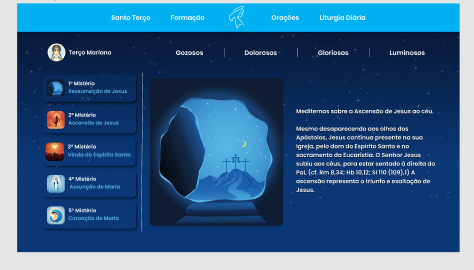 Santo Terço Formação Orações Liturgia Diária
Terço Mariano Gozosos Dolorosos Gloriosos Luminosos
1º Mistério
Ressurreição de Jesus
2º Mistério
Ascensão de Jesus
3º Mistério
Vinda do Espírito Santo
4º Mistério
Assunção de Maria
5º Mistério
Coroação de Maria
Meditemos sobre a Ascensão de Jesus ao céu.
Mesmo desaparecendo aos olhos dos
Apóstolos, Jesus continua presente na sua
Igreja, pelo dom do Espírito Santo e no
sacramento da Eucaristia. O Senhor Jesus
subiu aos céus, para estar sentado à direita do
Pai, (cf. Rm 8,34; Hb 10,12; Sl 110 (109),1) A
ascensão representa o triunfo e exaltação de
Jesus.